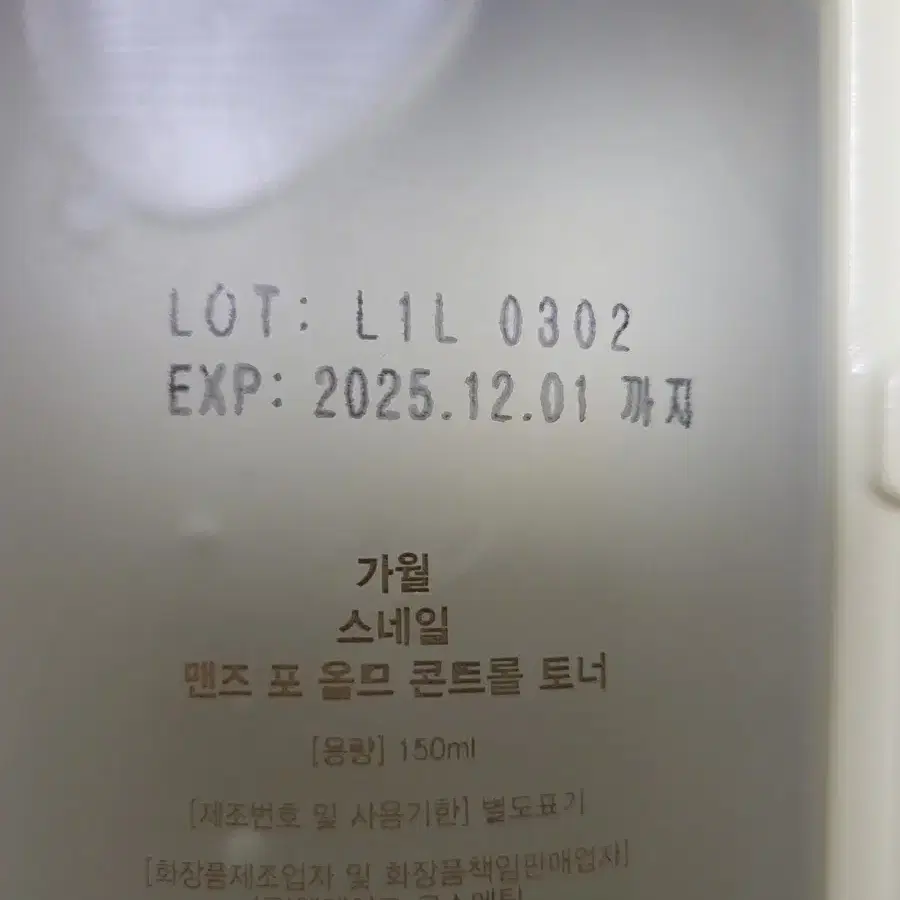 LOT: L1L 0302
EXP: 2025.12.01 까지
가월
스네일
맨즈 포 옴므 콘트롤 토너
[용량] 150ml
[제조번호 및 사용기한] 별도표기
[화장품제조업자 및 화장품책임판매업자]